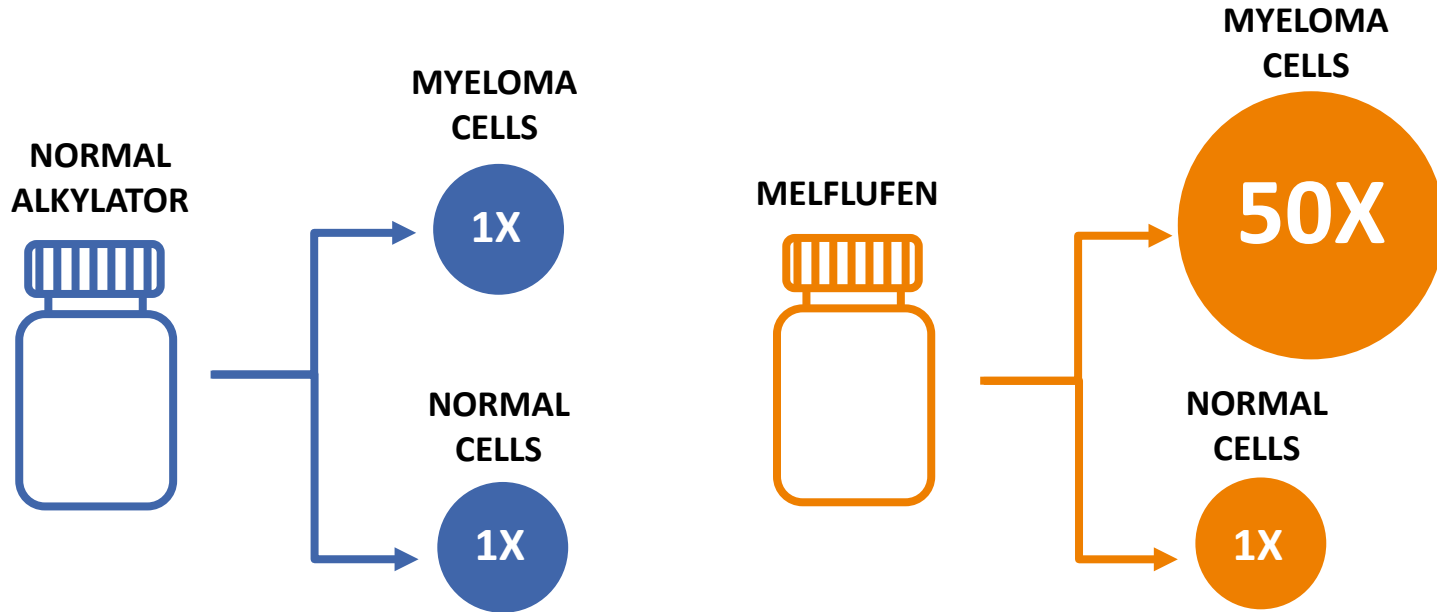 NORMAL
ALKYLATOR
MYELOMA
CELLS
1X
NORMAL
CELLS
1X
MELFLUFEN
MYELOMA
CELLS
50X
NORMAL
CELLS
1X